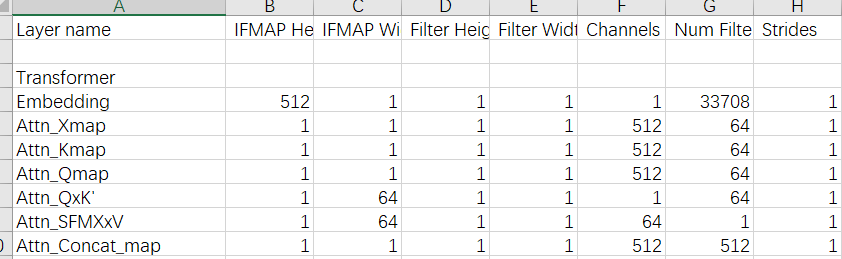 A B C D E F G H
Layer name IFMAP He IFMAP Wi Filter Heig Filter Widt Channels Num Filte Strides
Transformer
Embedding 512 1 1 1 1 33708 1
Attn_Xmap 1 1 1 1 512 64 1
Attn_Kmap 1 1 1 1 512 64 1
Attn_Qmap 1 1 1 1 512 64 1
Attn_QxK' 1 64 1 1 1 64 1
Attn_SFMXxV 1 64 1 1 64 1 1
0 Attn_Concat_map 1 1 1 1 512 512 1